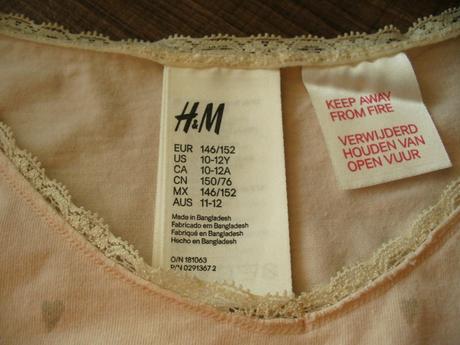 H&M
EUR 146/152
US 10-12Y
CA 10-12A
CN 150/76
MX 146/152
AUS 11-12
Made in Bangladesh
Fabricado em Bangladesh
Fabriqué en Bangladesh
Hecho en Bangladesh
O/N 181063
P/N 0291367 2
KEEP AWAY
FROM FIRE
VERWIJDERD
HOUDEN VAN
OPEN VUUR